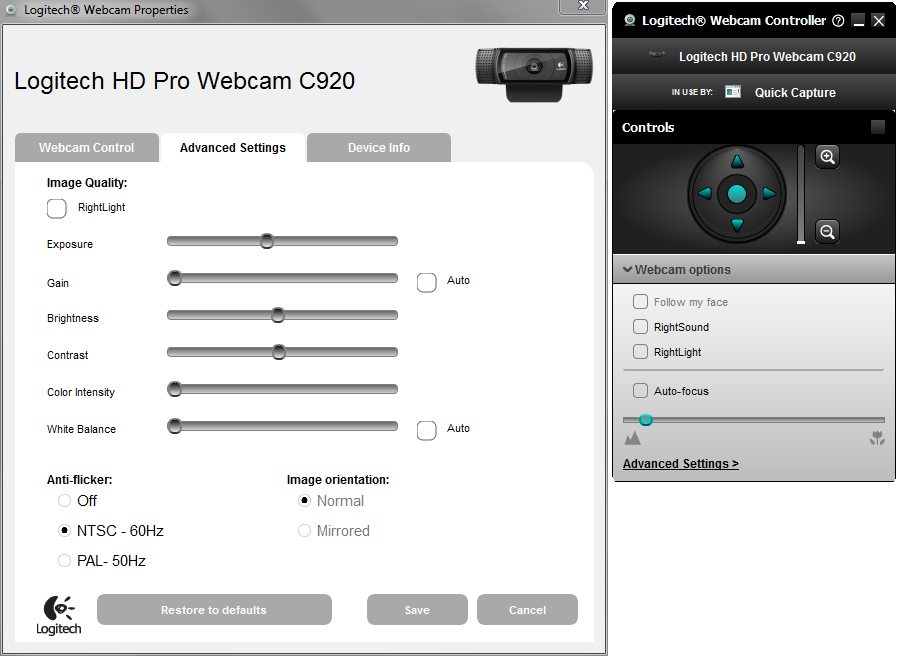 Logitech® Webcam Properties
Logitech HD Pro Webcam C920
Webcam Control
Advanced Settings
Device Info
Image Quality:
RightLight
Exposure
Gain
Auto
Brightness
Contrast
Color Intensity
White Balance
Auto
Anti-flicker:
Off
NTSC - 60Hz
PAL- 50Hz
Image orientation:
Normal
Mirrored
Logitech
Restore to defaults
Save
Cancel
Logitech® Webcam Controller
Logitech HD Pro Webcam C920
IN USE BY: Quick Capture
Controls
Webcam options
Follow my face
RightSound
RightLight
Auto-focus
Advanced Settings >